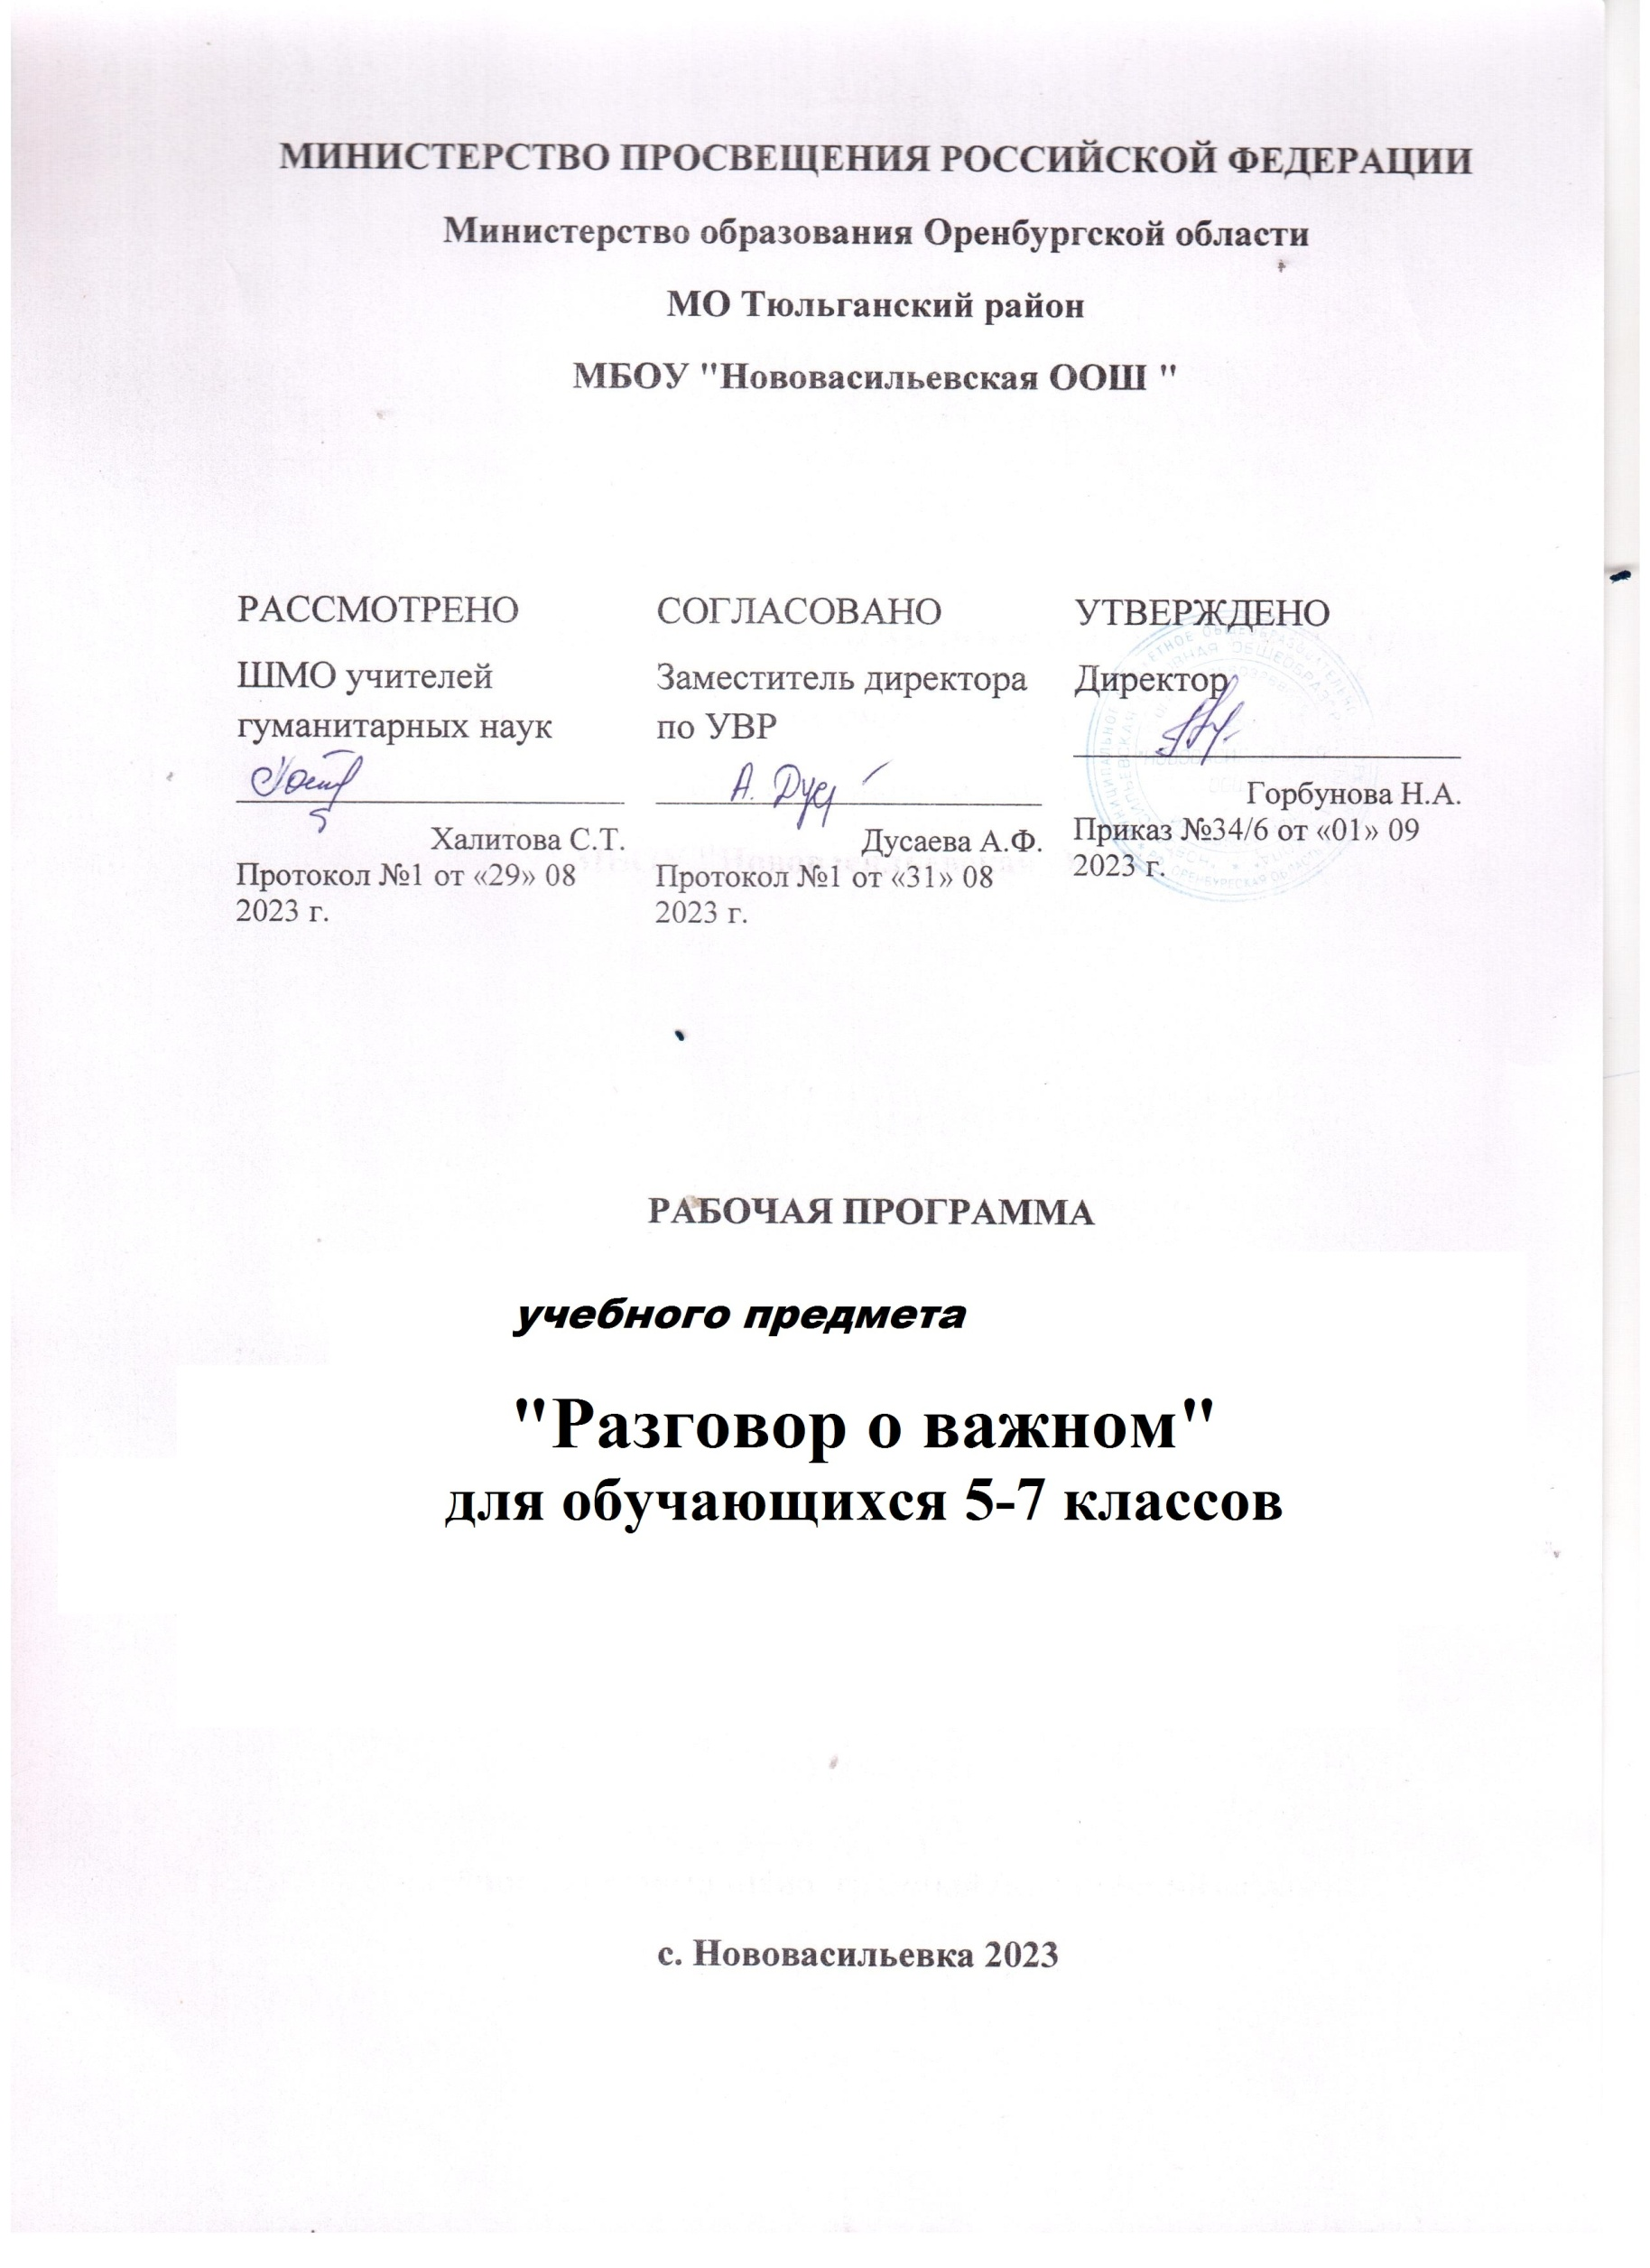 МИНИСТЕРСТВО ПРОСВЕЩЕНИЯ РОССИЙСКОЙ ФЕДЕРАЦИИ
Министерство образования Оренбургской области
МО Тюльганский район
МБОУ "Нововасильевская ООШ "
РАССМОТРЕНО
ШМО учителей
гуманитарных наук
Халитова С.Т.
Протокол №1 от «29» 08
2023 г.
СОГЛАСОВАНО
Заместитель директора
по УВР
А. Дус
Дусаева А.Ф.
Протокол №1 от «31» 08
2023 г.
УТВЕРЖДЕНО
Директор
Горбунова Н.А.
Приказ №34/6 от «01» 09
2023 г.
РАБОЧАЯ ПРОГРАММА
учебного предмета
"Разговор о важном"
для обучающихся 5-7 классов
с. Нововасильевка 2023